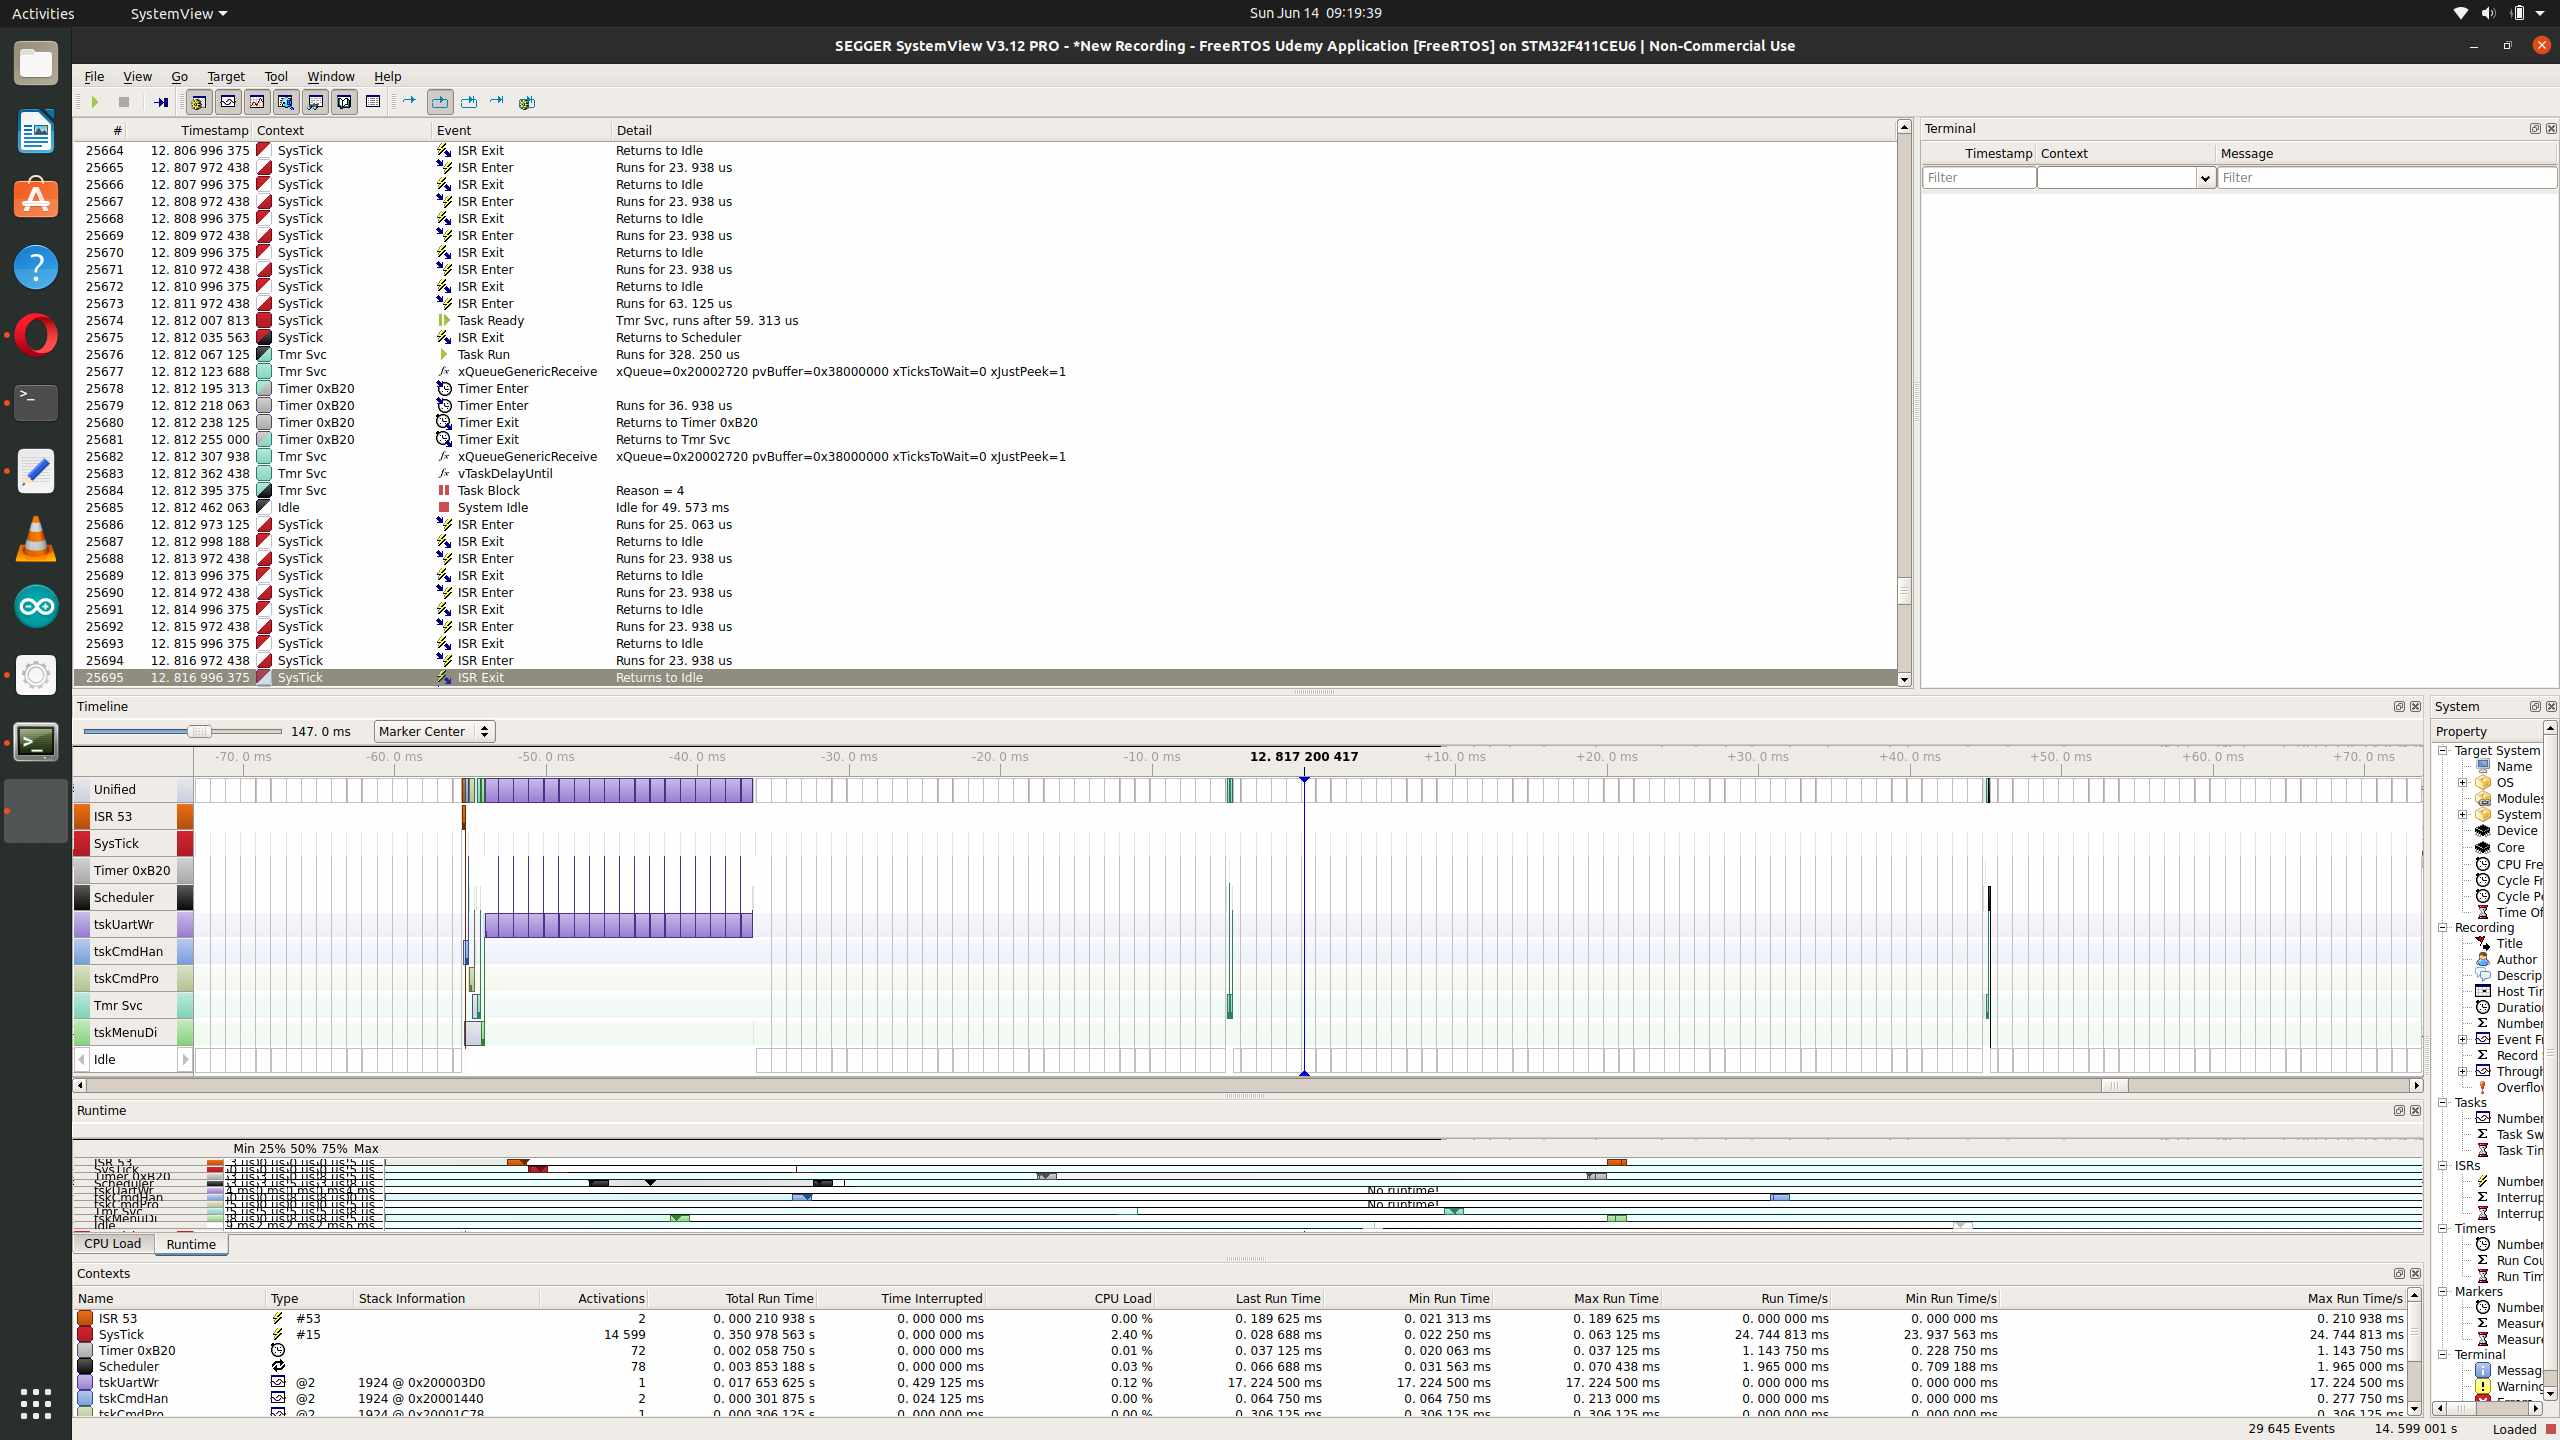 Activities SystemView Sun Jun 14 09:19:39
SEGGER SystemView V3.12 PRO - *New Recording - FreeRTOS Udemy Application [FreeRTOS] on STM32F411CEU6 | Non-Commercial Use
File View Go Target Tool Window Help
# Timestamp Context Event Detail
25664 12. 806 996 375 SysTick ISR Exit Returns to Idle
25665 12. 807 972 438 SysTick ISR Enter Runs for 23. 938 us
25666 12. 807 996 375 SysTick ISR Exit Returns to Idle
25667 12. 808 972 438 SysTick ISR Enter Runs for 23. 938 us
25668 12. 808 996 375 SysTick ISR Exit Returns to Idle
25669 12. 809 972 438 SysTick ISR Enter Runs for 23. 938 us
25670 12. 809 996 375 SysTick ISR Exit Returns to Idle
25671 12. 810 972 438 SysTick ISR Enter Runs for 23. 938 us
25672 12. 810 996 375 SysTick ISR Exit Returns to Idle
25673 12. 811 972 438 SysTick ISR Enter Runs for 63. 125 us
25674 12. 812 007 813 SysTick Task Ready Tmr Svc, runs after 59. 313 us
25675 12. 812 035 563 SysTick ISR Exit Returns to Scheduler
25676 12. 812 067 125 Tmr Svc Task Run Runs for 328. 250 us
25677 12. 812 123 688 Tmr Svc xQueueGenericReceive xQueue=0x20002720 pvBuffer=0x38000000 xTicksToWait=0 xJustPeek=1
25678 12. 812 195 313 Timer 0xB20 Timer Enter
25679 12. 812 218 063 Timer 0xB20 Timer Enter Runs for 36. 938 us
25680 12. 812 238 125 Timer 0xB20 Timer Exit Returns to Timer 0xB20
25681 12. 812 255 000 Timer 0xB20 Timer Exit Returns to Tmr Svc
25682 12. 812 307 938 Tmr Svc xQueueGenericReceive xQueue=0x20002720 pvBuffer=0x38000000 xTicksToWait=0 xJustPeek=1
25683 12. 812 362 438 Tmr Svc vTaskDelayUntil
25684 12. 812 395 375 Tmr Svc Task Block Reason = 4
25685 12. 812 462 063 Idle System Idle Idle for 49. 573 ms
25686 12. 812 973 125 SysTick ISR Enter Runs for 25. 063 us
25687 12. 812 998 188 SysTick ISR Exit Returns to Idle
25688 12. 813 972 438 SysTick ISR Enter Runs for 23. 938 us
25689 12. 813 996 375 SysTick ISR Exit Returns to Idle
25690 12. 814 972 438 SysTick ISR Enter Runs for 23. 938 us
25691 12. 814 996 375 SysTick ISR Exit Returns to Idle
25692 12. 815 972 438 SysTick ISR Enter Runs for 23. 938 us
25693 12. 815 996 375 SysTick ISR Exit Returns to Idle
25694 12. 816 972 438 SysTick ISR Enter Runs for 23. 938 us
25695 12. 816 996 375 SysTick ISR Exit Returns to Idle
Terminal
Timestamp Context Message
Filter Filter
Timeline
147. 0 ms Marker Center
-70. 0 ms -60. 0 ms -50. 0 ms -40. 0 ms -30. 0 ms -20. 0 ms -10. 0 ms 12. 817 200 417 +10. 0 ms +20. 0 ms +30. 0 ms +40. 0 ms +50. 0 ms +60. 0 ms +70. 0 ms
Unified
ISR 53
SysTick
Timer 0xB20
Scheduler
tskUartWr
tskCmdHan
tskCmdPro
Tmr Svc
tskMenuDi
Idle
System
Property
Target System
Name
OS
Modules
System
Device
Core
CPU Fre
Cycle Fr
Cycle Pe
Time Of
Recording
Title
Author
Descrip
Host Tir
Duratio
Number
Event Fr
Record
Through
Overflov
Tasks
Number
Task Sw
Task Tin
ISRs
Number
Interrup
Interrup
Timers
Number
Run Cou
Run Tim
Markers
Number
Measure
Measure
Terminal
Messag
Warning
Runtime
Min 25% 50% 75% Max
No runtime!
No runtime!
CPU Load Runtime
Contexts
Name Type Stack Information Activations Total Run Time Time Interrupted CPU Load Last Run Time Min Run Time Max Run Time Run Time/s Min Run Time/s Max Run Time/s
ISR 53 #53 2 0. 000 210 938 s 0. 000 000 ms 0.00 % 0. 189 625 ms 0. 021 313 ms 0. 189 625 ms 0. 000 000 ms 0. 000 000 ms 0. 210 938 ms
SysTick #15 14 599 0. 350 978 563 s 0. 000 000 ms 2.40 % 0. 028 688 ms 0. 022 250 ms 0. 063 125 ms 24. 744 813 ms 23. 937 563 ms 24. 744 813 ms
Timer 0xB20 72 0. 002 058 750 s 0. 000 000 ms 0.01 % 0. 037 125 ms 0. 020 063 ms 0. 037 125 ms 1. 143 750 ms 0. 228 750 ms 1. 143 750 ms
Scheduler 78 0. 003 853 188 s 0. 000 000 ms 0.03 % 0. 066 688 ms 0. 031 563 ms 0. 070 438 ms 1. 965 000 ms 0. 709 188 ms 1. 965 000 ms
tskUartWr @2 1924 @ 0x200003D0 1 0. 017 653 625 s 0. 429 125 ms 0.12 % 17. 224 500 ms 17. 224 500 ms 17. 224 500 ms 0. 000 000 ms 0. 000 000 ms 17. 224 500 ms
tskCmdHan @2 1924 @ 0x20001440 2 0. 000 301 875 s 0. 024 125 ms 0.00 % 0. 064 750 ms 0. 064 750 ms 0. 213 000 ms 0. 000 000 ms 0. 000 000 ms 0. 277 750 ms
tskCmdPro @2 1924 @ 0x20001C78 1 0. 000 306 125 s 0. 000 000 ms 0.00 % 0. 306 125 ms 0. 306 125 ms 0. 306 125 ms 0. 000 000 ms 0. 000 000 ms 0. 306 125 ms
29 645 Events 14. 599 001 s Loaded